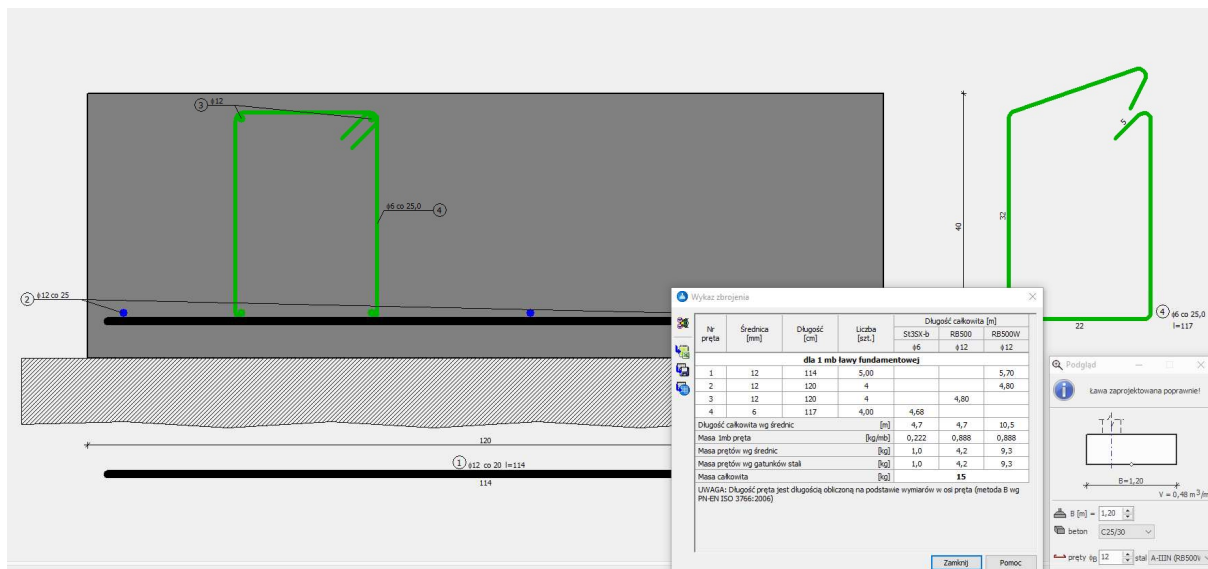 3 ϕ12
5
ϕ6 co 25,0 4
32
40
2 ϕ12 co 25
22
4 ϕ6 co 25,0
l=117
120
1 ϕ12 co 20 l=114
114
Wykaz zbrojenia
Nr pręta Średnica [mm] Długość [cm] Liczba [szt.] Długość całkowita [m]
St3SX-b RB500 RB500W
ϕ6 ϕ12 ϕ12
dla 1 mb ławy fundamentowej
1 12 114 5,00 5,70
2 12 120 4 4,80
3 12 120 4 4,80
4 6 117 4,00 4,68
Długość całkowita wg średnic [m] 4,7 4,7 10,5
Masa 1mb pręta [kg/mb] 0,222 0,888 0,888
Masa prętów wg średnic [kg] 1,0 4,2 9,3
Masa prętów wg gatunków stali [kg] 1,0 4,2 9,3
Masa całkowita [kg] 15
UWAGA: Długość pręta jest długością obliczoną na podstawie wymiarów w osi pręta (metoda B wg
PN-EN ISO 3766:2006)
Zamknij Pomoc
Podgląd
Ława zaprojektowana poprawnie!
B=1,20
V = 0,48 m³/m
B [m] = 1,20
beton C25/30
pręty ϕB 12 stal A-IIIN (RB500W